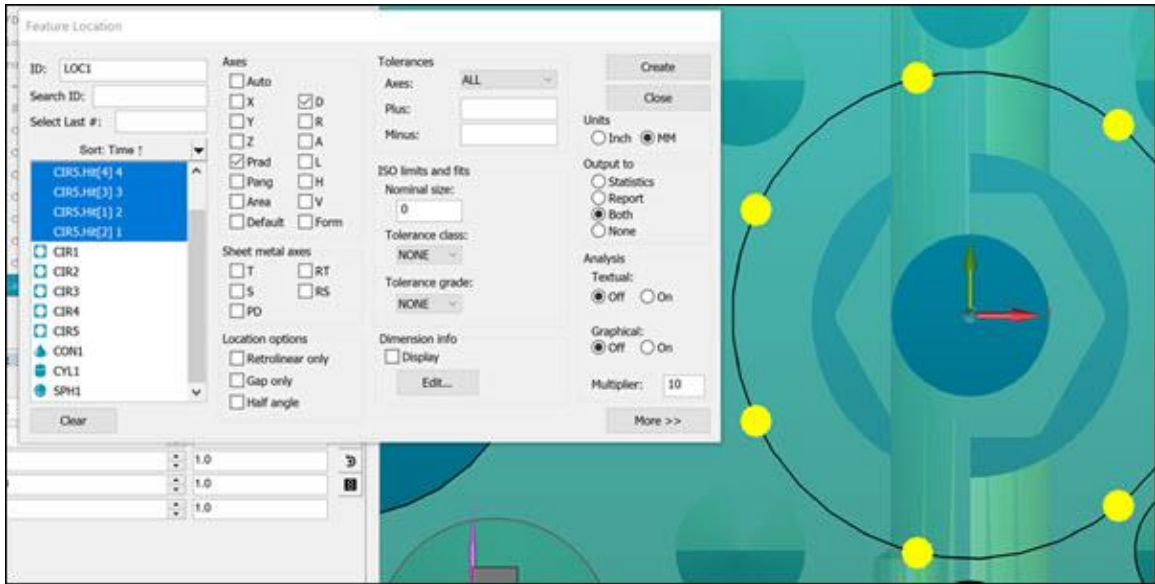 Feature Location
ID: LOC1
Search ID:
Select Last #:
Sort: Time ↑
CIR5.Hit[4] 4
CIR5.Hit[3] 3
CIR5.Hit[1] 2
CIR5.Hit[2] 1
CIR1
CIR2
CIR3
CIR4
CIR5
CON1
CYL1
SPH1
Clear
Axes
Auto
X D
Y R
Z A
Prad L
Pang H
Area V
Default Form
Sheet metal axes
T RT
S RS
PD
Location options
Retrolinear only
Gap only
Half angle
Tolerances
Axes: ALL
Plus:
Minus:
ISO limits and fits
Nominal size:
0
Tolerance class:
NONE
Tolerance grade:
NONE
Dimension info
Display
Edit...
Create
Close
Units
Inch MM
Output to
Statistics
Report
Both
None
Analysis
Textual:
Off On
Graphical:
Off On
Multiplier: 10
More >>
1.0
1.0
1.0